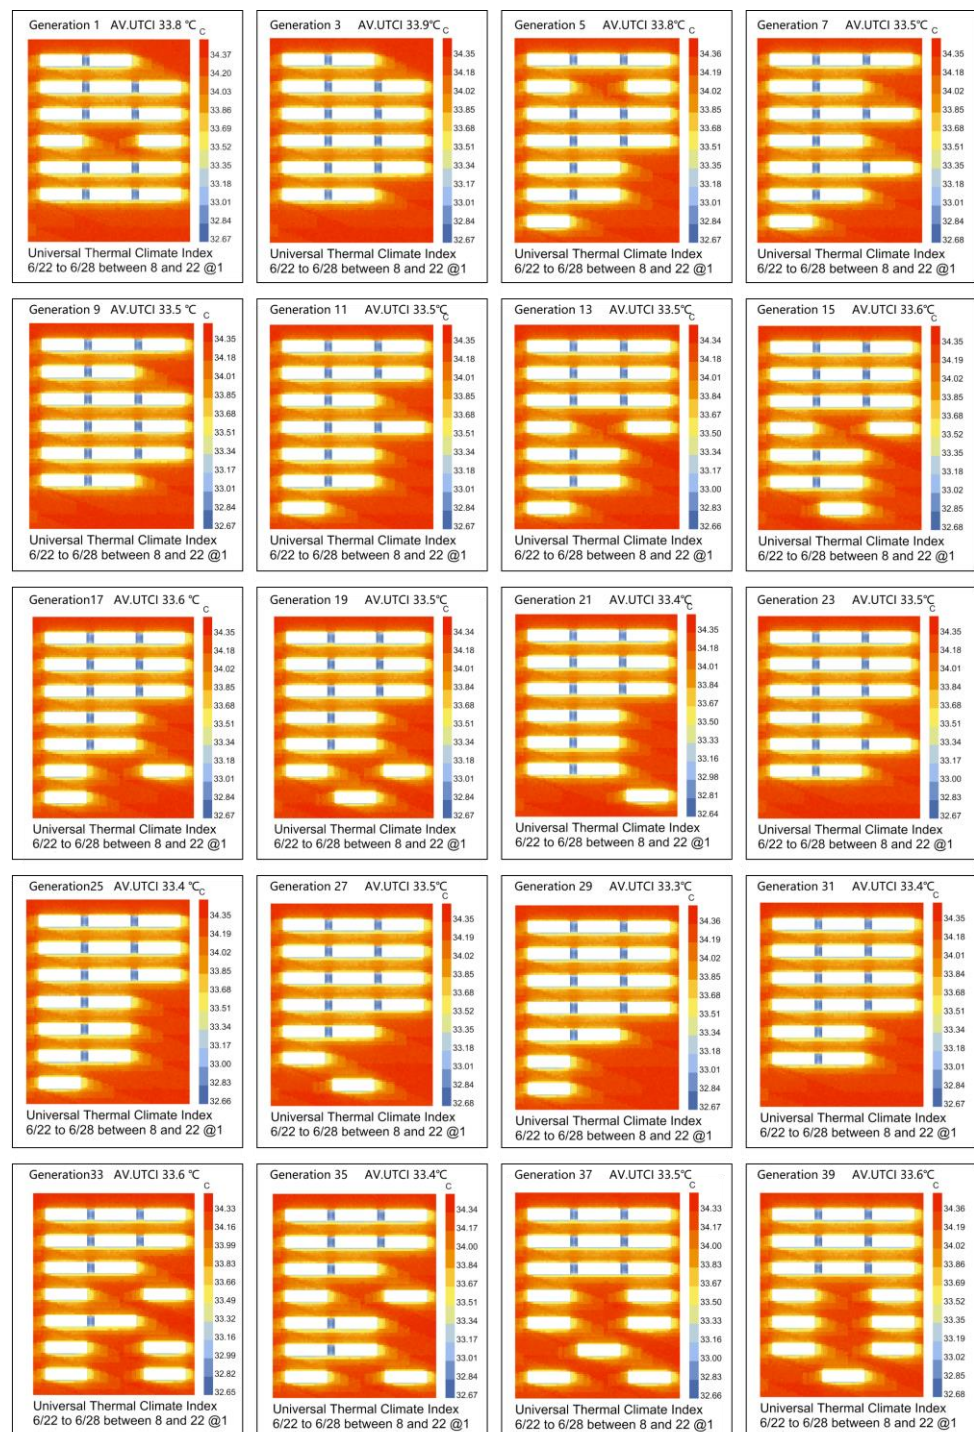 Generation 1 AV.UTCI 33.8 ℃
C
34.37
34.20
34.03
33.86
33.69
33.52
33.35
33.18
33.01
32.84
32.67
Universal Thermal Climate Index
6/22 to 6/28 between 8 and 22 @1
Generation 3 AV.UTCI 33.9℃
C
34.35
34.18
34.02
33.85
33.68
33.51
33.34
33.18
33.01
32.84
32.67
Universal Thermal Climate Index
6/22 to 6/28 between 8 and 22 @1
Generation 5 AV.UTCI 33.8℃
C
34.36
34.19
34.02
33.85
33.68
33.51
33.34
33.18
33.01
32.84
32.67
Universal Thermal Climate Index
6/22 to 6/28 between 8 and 22 @1
Generation 7 AV.UTCI 33.5℃
C
34.35
34.18
34.02
33.85
33.68
33.52
33.35
33.18
33.01
32.84
32.68
Universal Thermal Climate Index
6/22 to 6/28 between 8 and 22 @1
Generation 9 AV.UTCI 33.5 ℃
C
34.35
34.18
34.01
33.85
33.68
33.51
33.34
33.17
33.01
32.84
32.67
Universal Thermal Climate Index
6/22 to 6/28 between 8 and 22 @1
Generation 11 AV.UTCI 33.5℃
C
34.35
34.18
34.01
33.85
33.68
33.51
33.34
33.17
33.01
32.84
32.67
Universal Thermal Climate Index
6/22 to 6/28 between 8 and 22 @1
Generation 13 AV.UTCI 33.5℃
C
34.34
34.18
34.01
33.84
33.68
33.50
33.34
33.17
33.00
32.83
32.66
Universal Thermal Climate Index
6/22 to 6/28 between 8 and 22 @1
Generation 15 AV.UTCI 33.6℃
C
34.35
34.19
34.02
33.85
33.68
33.52
33.35
33.18
33.02
32.85
32.68
Universal Thermal Climate Index
6/22 to 6/28 between 8 and 22 @1
Generation17 AV.UTCI 33.6 ℃
C
34.35
34.18
34.02
33.85
33.68
33.51
33.34
33.18
33.01
32.84
32.67
Universal Thermal Climate Index
6/22 to 6/28 between 8 and 22 @1
Generation 19 AV.UTCI 33.5℃
C
34.34
34.18
34.01
33.84
33.68
33.51
33.34
33.17
33.01
32.84
32.67
Universal Thermal Climate Index
6/22 to 6/28 between 8 and 22 @1
Generation 21 AV.UTCI 33.4℃
C
34.35
34.18
34.01
33.84
33.67
33.50
33.33
33.16
32.98
32.81
32.64
Universal Thermal Climate Index
6/22 to 6/28 between 8 and 22 @1
Generation 23 AV.UTCI 33.5℃
C
34.35
34.18
34.01
33.84
33.68
33.51
33.34
33.17
33.00
32.83
32.67
Universal Thermal Climate Index
6/22 to 6/28 between 8 and 22 @1
Generation25 AV.UTCI 33.4 ℃
C
34.35
34.19
34.02
33.85
33.68
33.51
33.34
33.17
33.00
32.83
32.66
Universal Thermal Climate Index
6/22 to 6/28 between 8 and 22 @1
Generation 27 AV.UTCI 33.5℃
C
34.35
34.18
34.02
33.85
33.68
33.52
33.35
33.18
33.01
32.84
32.68
Universal Thermal Climate Index
6/22 to 6/28 between 8 and 22 @1
Generation 29 AV.UTCI 33.3℃
C
34.36
34.19
34.02
33.85
33.68
33.51
33.34
33.18
33.01
32.84
32.67
Universal Thermal Climate Index
6/22 to 6/28 between 8 and 22 @1
Generation 31 AV.UTCI 33.4℃
C
34.35
34.18
34.02
33.85
33.68
33.51
33.34
33.18
33.01
32.84
32.67
Universal Thermal Climate Index
6/22 to 6/28 between 8 and 22 @1
Generation33 AV.UTCI 33.6 ℃
C
34.33
34.16
33.99
33.83
33.66
33.49
33.32
33.16
32.99
32.82
32.65
Universal Thermal Climate Index
6/22 to 6/28 between 8 and 22 @1
Generation 35 AV.UTCI 33.4℃
C
34.34
34.18
34.00
33.84
33.68
33.51
33.34
33.17
33.01
32.84
32.67
Universal Thermal Climate Index
6/22 to 6/28 between 8 and 22 @1
Generation 37 AV.UTCI 33.5℃
C
34.33
34.17
34.00
33.83
33.66
33.50
33.33
33.16
33.00
32.83
32.66
Universal Thermal Climate Index
6/22 to 6/28 between 8 and 22 @1
Generation 39 AV.UTCI 33.6℃
C
34.36
34.19
34.02
33.86
33.69
33.52
33.35
33.19
33.02
32.84
32.68
Universal Thermal Climate Index
6/22 to 6/28 between 8 and 22 @1